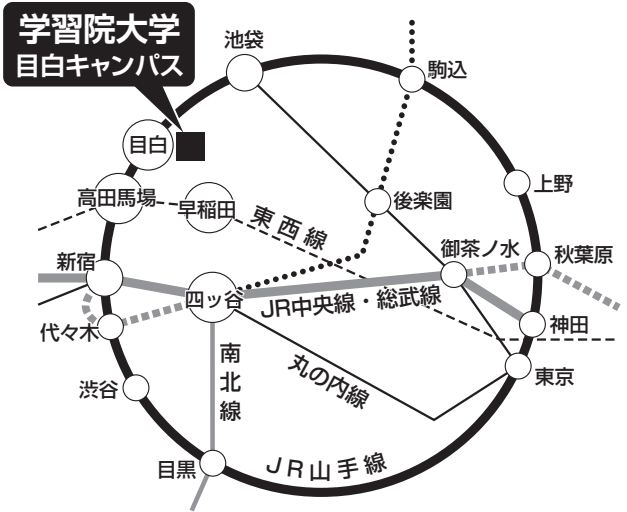 学習院大学
目白キャンパス
池袋
駒込
目白
上野
高田馬場
早稲田
後楽園
東西線
御茶ノ水
秋葉原
新宿
四ッ谷
JR中央線・総武線
代々木
神田
南北線
丸の内線
東京
渋谷
目黒
JR山手線